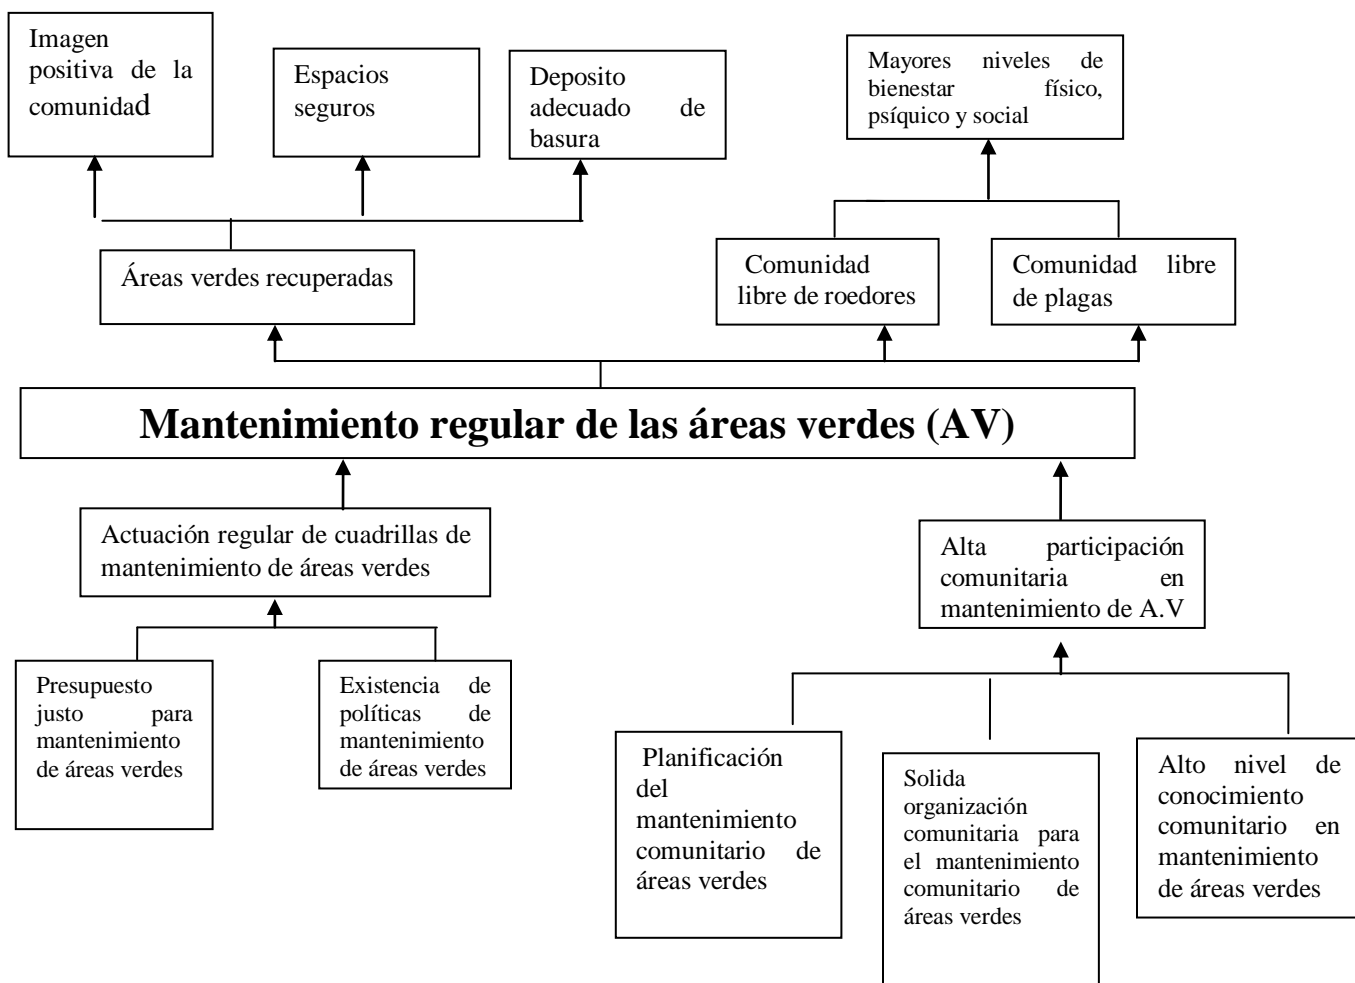 Imagen
positiva de la
comunidad
Espacios
seguros
Deposito
adecuado de
basura
Mayores niveles de
bienestar físico,
psíquico y social
Áreas verdes recuperadas
Comunidad
libre de roedores
Comunidad libre
de plagas
Mantenimiento regular de las áreas verdes (AV)
Actuación regular de cuadrillas de
mantenimiento de áreas verdes
Alta participación
comunitaria en
mantenimiento de A.V
Presupuesto
justo para
mantenimiento
de áreas verdes
Existencia de
políticas de
mantenimiento
de áreas verdes
Planificación
del
mantenimiento
comunitario de
áreas verdes
Solida
organización
comunitaria para
el mantenimiento
comunitario de
áreas verdes
Alto nivel de
conocimiento
comunitario en
mantenimiento
de áreas verdes